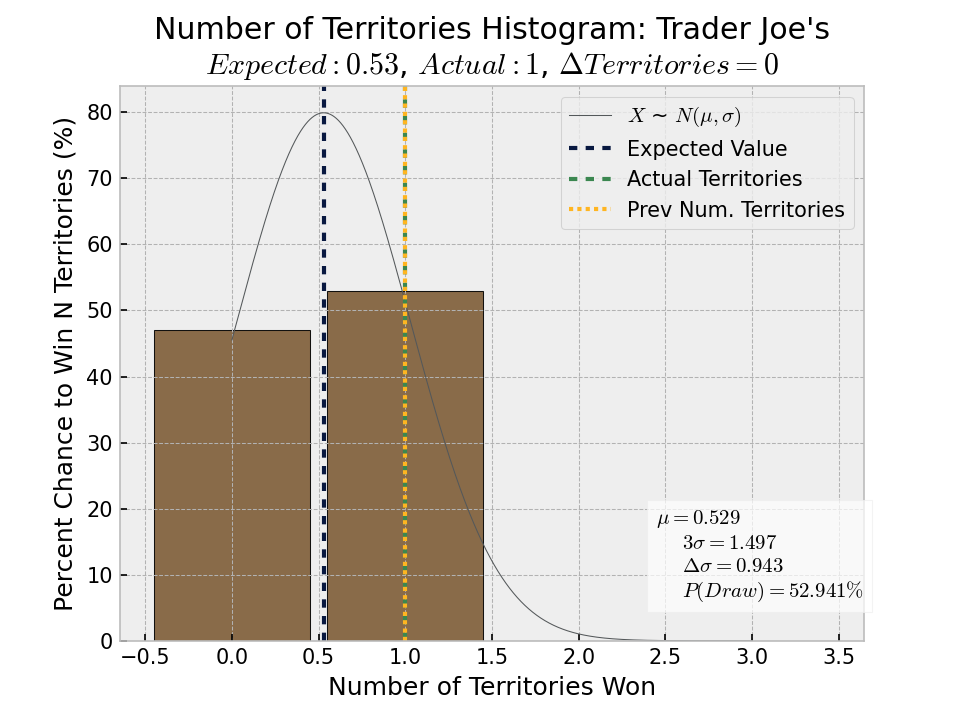 Number of Territories Histogram: Trader Joe's
Expected : 0.53, Actual : 1, ΔTerritories = 0
Percent Chance to Win N Territories (%)
80
70
60
50
40
30
20
10
0
X ~ N(μ, σ)
Expected Value
Actual Territories
Prev Num. Territories
μ = 0.529
3σ = 1.497
Δσ = 0.943
P(Draw) = 52.941%
−0.5 0.0 0.5 1.0 1.5 2.0 2.5 3.0 3.5
Number of Territories Won